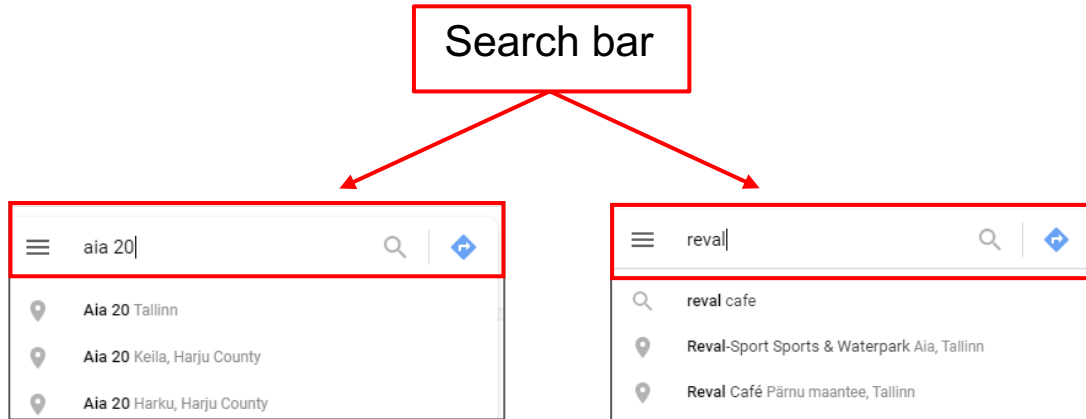 Search bar
aia 20
Aia 20 Tallinn
Aia 20 Keila, Harju County
Aia 20 Harku, Harju County
reval
reval cafe
Reval-Sport Sports & Waterpark Aia, Tallinn
Reval Café Pärnu maantee, Tallinn